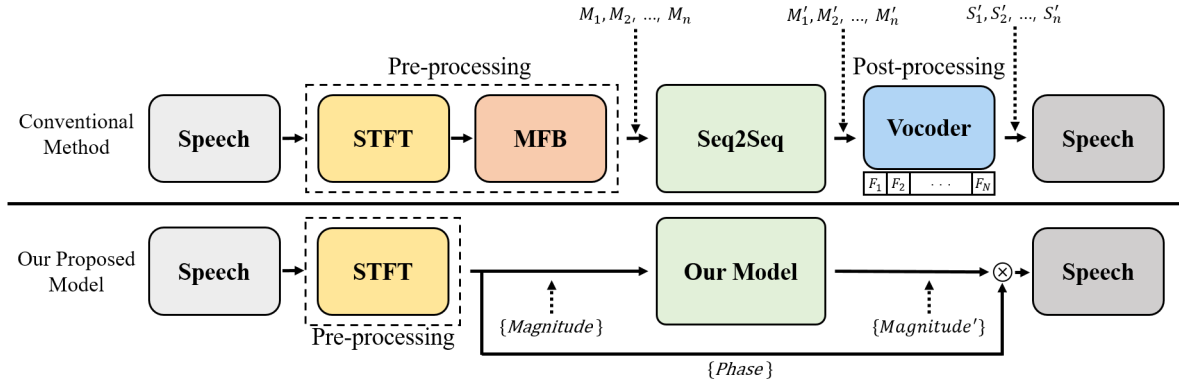 M₁, M₂, ..., Mₙ
M′₁, M′₂, ..., M′ₙ
S′₁, S′₂, ..., S′ₙ
Pre-processing
Post-processing
Conventional
Method
Speech
STFT
MFB
Seq2Seq
Vocoder
Speech
F₁ F₂ · · · F_N
Our Proposed
Model
Speech
STFT
Our Model
⊗
Speech
Pre-processing
{Magnitude}
{Magnitude′}
{Phase}